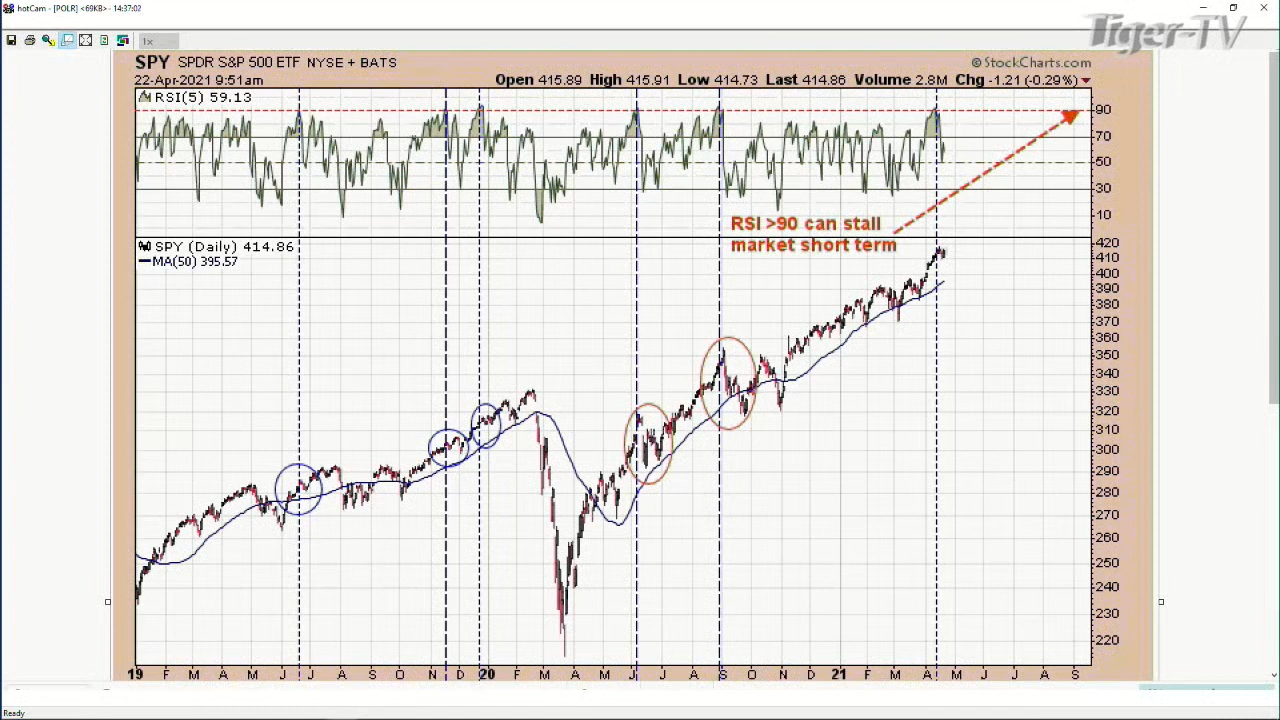 hotCam - [POLR] <69KB> - 14:37:02
Tiger-TV
1x
SPY SPDR S&P 500 ETF NYSE + BATS
© StockCharts.com
22-Apr-2021 9:51am
Open 415.89 High 415.91 Low 414.73 Last 414.86 Volume 2.8M Chg -1.21 (-0.29%)
RSI(5) 59.13
90
70
50
30
10
RSI >90 can stall
market short term
SPY (Daily) 414.86
MA(50) 395.57
420
410
400
390
380
370
360
350
340
330
320
310
300
290
280
270
260
250
240
230
220
19 F M A M J J A S O N D 20 F M A M J J A S O N D 21 F M A M J J A S
Ready